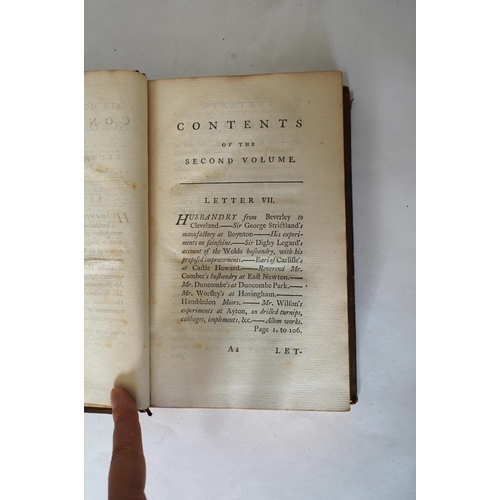 CONTENTS
OF THE
SECOND VOLUME.
LETTER VII.
HUSBANDRY from Beverley to
Cleveland.—Sir George Strictland's
manufactory at Boynton—His experi-
ments on sainfoine.—Sir Digby Legard's
account of the Wolds husbandry, with his
proposed improvements.—Earl of Carlisle's
at Castle Howard.—Reverend Mr.
Comber's husbandry at East Newton.—
Mr. Duncombe's at Duncombe Park.—
Mr. Worsley's at Hovingham.—
Hambledon Moors.—Mr. Wilson's
experiments at Ayton, on drilled turnips,
cabbages, implements, &c.—Allum works.
Page 1. to 106.
A2 LET-